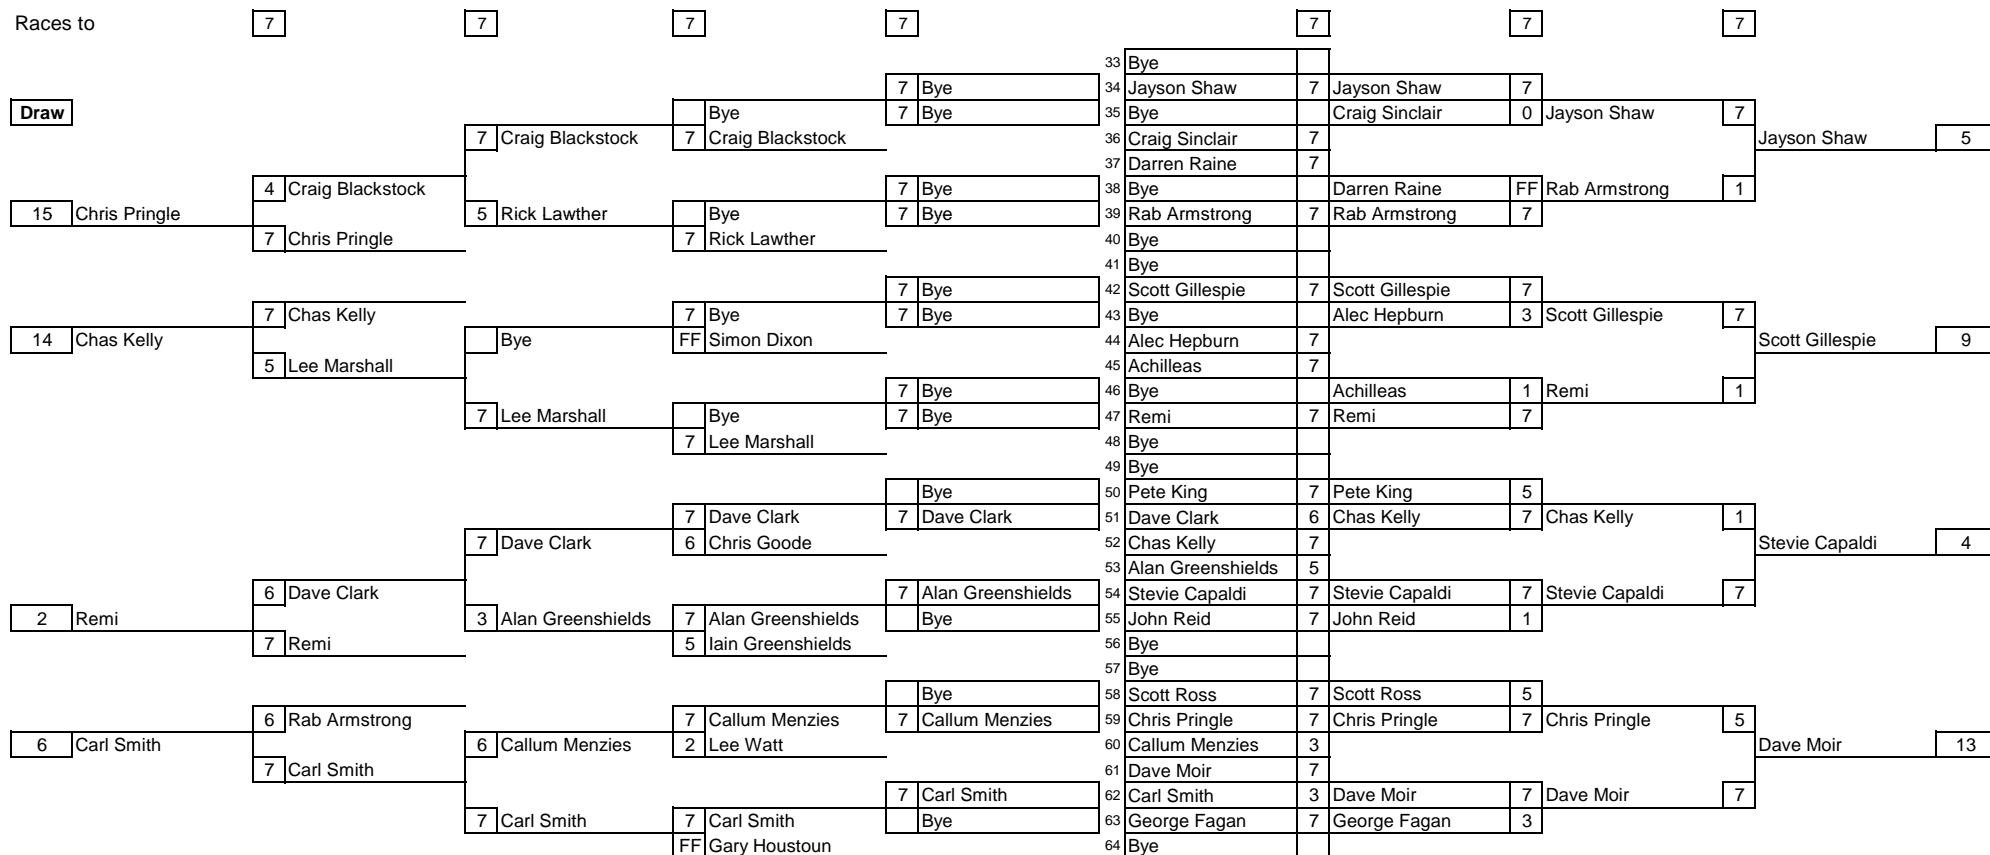 Races to 7 7 7 7 7 7 7
33 Bye
7 Bye 34 Jayson Shaw 7 Jayson Shaw 7
Draw Bye 7 Bye 35 Bye Craig Sinclair 0 Jayson Shaw 7
7 Craig Blackstock 7 Craig Blackstock 36 Craig Sinclair 7 Jayson Shaw 5
37 Darren Raine 7
4 Craig Blackstock 7 Bye 38 Bye Darren Raine FF Rab Armstrong 1
15 Chris Pringle 5 Rick Lawther Bye 7 Bye 39 Rab Armstrong 7 Rab Armstrong 7
7 Chris Pringle 7 Rick Lawther 40 Bye
41 Bye
7 Bye 42 Scott Gillespie 7 Scott Gillespie 7
7 Chas Kelly 7 Bye 7 Bye 43 Bye Alec Hepburn 3 Scott Gillespie 7
14 Chas Kelly Bye FF Simon Dixon 44 Alec Hepburn 7 Scott Gillespie 9
5 Lee Marshall 45 Achilleas 7
7 Bye 46 Bye Achilleas 1 Remi 1
7 Lee Marshall Bye 7 Bye 47 Remi 7 Remi 7
7 Lee Marshall 48 Bye
49 Bye
Bye 50 Pete King 7 Pete King 5
7 Dave Clark 7 Dave Clark 51 Dave Clark 6 Chas Kelly 7 Chas Kelly 1
7 Dave Clark 6 Chris Goode 52 Chas Kelly 7 Stevie Capaldi 4
53 Alan Greenshields 5
6 Dave Clark 7 Alan Greenshields 54 Stevie Capaldi 7 Stevie Capaldi 7 Stevie Capaldi 7
2 Remi 3 Alan Greenshields 7 Alan Greenshields Bye 55 John Reid 7 John Reid 1
7 Remi 5 Iain Greenshields 56 Bye
57 Bye
Bye 58 Scott Ross 7 Scott Ross 5
6 Rab Armstrong 7 Callum Menzies 7 Callum Menzies 59 Chris Pringle 7 Chris Pringle 7 Chris Pringle 5
6 Carl Smith 6 Callum Menzies 2 Lee Watt 60 Callum Menzies 3 Dave Moir 13
7 Carl Smith 61 Dave Moir 7
7 Carl Smith 62 Carl Smith 3 Dave Moir 7 Dave Moir 7
7 Carl Smith 7 Carl Smith Bye 63 George Fagan 7 George Fagan 3
FF Gary Houstoun 64 Bye